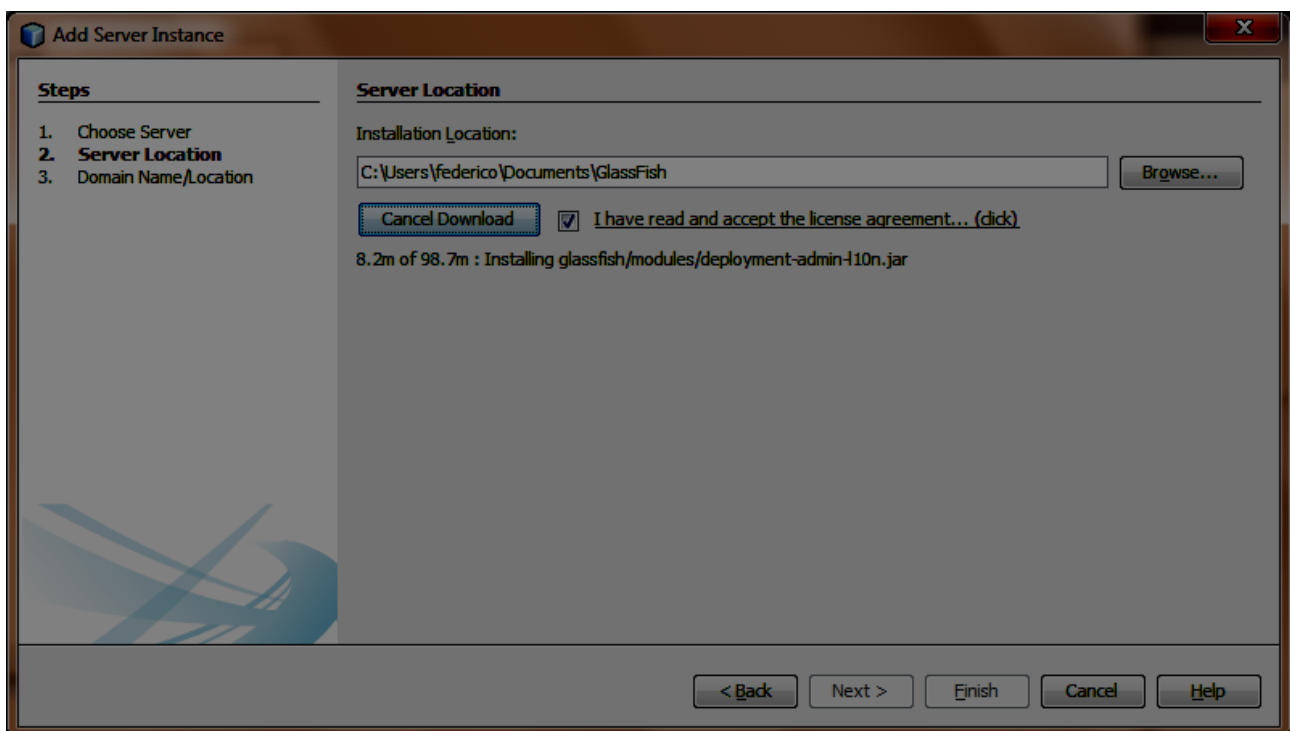 Add Server Instance
Steps
1. Choose Server
2. Server Location
3. Domain Name/Location
Server Location
Installation Location:
C:\Users\federico\Documents\GlassFish
Browse...
Cancel Download
I have read and accept the license agreement... (click)
8.2m of 98.7m : Installing glassfish/modules/deployment-admin-l10n.jar
< Back
Next >
Finish
Cancel
Help